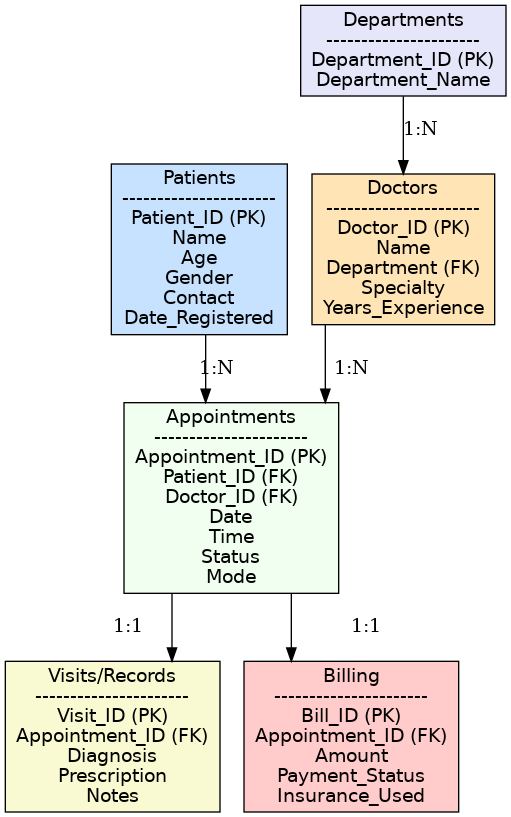 Departments
----------------------
Department_ID (PK)
Department_Name
1:N
Patients
----------------------
Patient_ID (PK)
Name
Age
Gender
Contact
Date_Registered
Doctors
----------------------
Doctor_ID (PK)
Name
Department (FK)
Specialty
Years_Experience
1:N
1:N
Appointments
----------------------
Appointment_ID (PK)
Patient_ID (FK)
Doctor_ID (FK)
Date
Time
Status
Mode
1:1
1:1
Visits/Records
----------------------
Visit_ID (PK)
Appointment_ID (FK)
Diagnosis
Prescription
Notes
Billing
----------------------
Bill_ID (PK)
Appointment_ID (FK)
Amount
Payment_Status
Insurance_Used